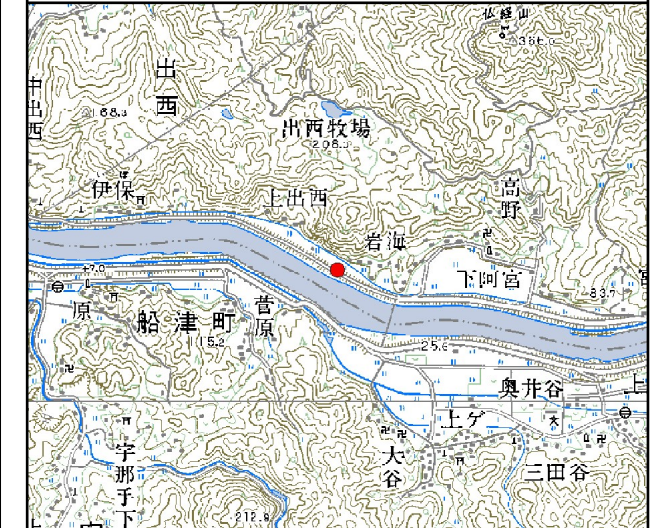 仏経山
366.
出西
中出西
168.3
出西牧場
208.
伊保
上出西
高野
岩海
下阿宮
47.0
83.7
原
船津町
菅原
115.2
25.6
奥井谷
上
上ゲ
大谷
宇那手下
三田谷
212.